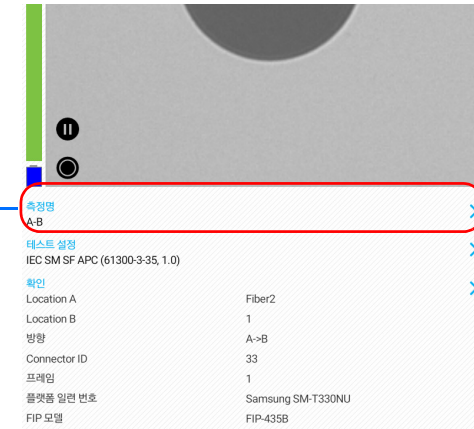 측정명
A-B
테스트 설정
IEC SM SF APC (61300-3-35, 1.0)
확인
Location A Fiber2
Location B 1
방향 A->B
Connector ID 33
프레임 1
플랫폼 일련 번호 Samsung SM-T330NU
FIP 모델 FIP-435B